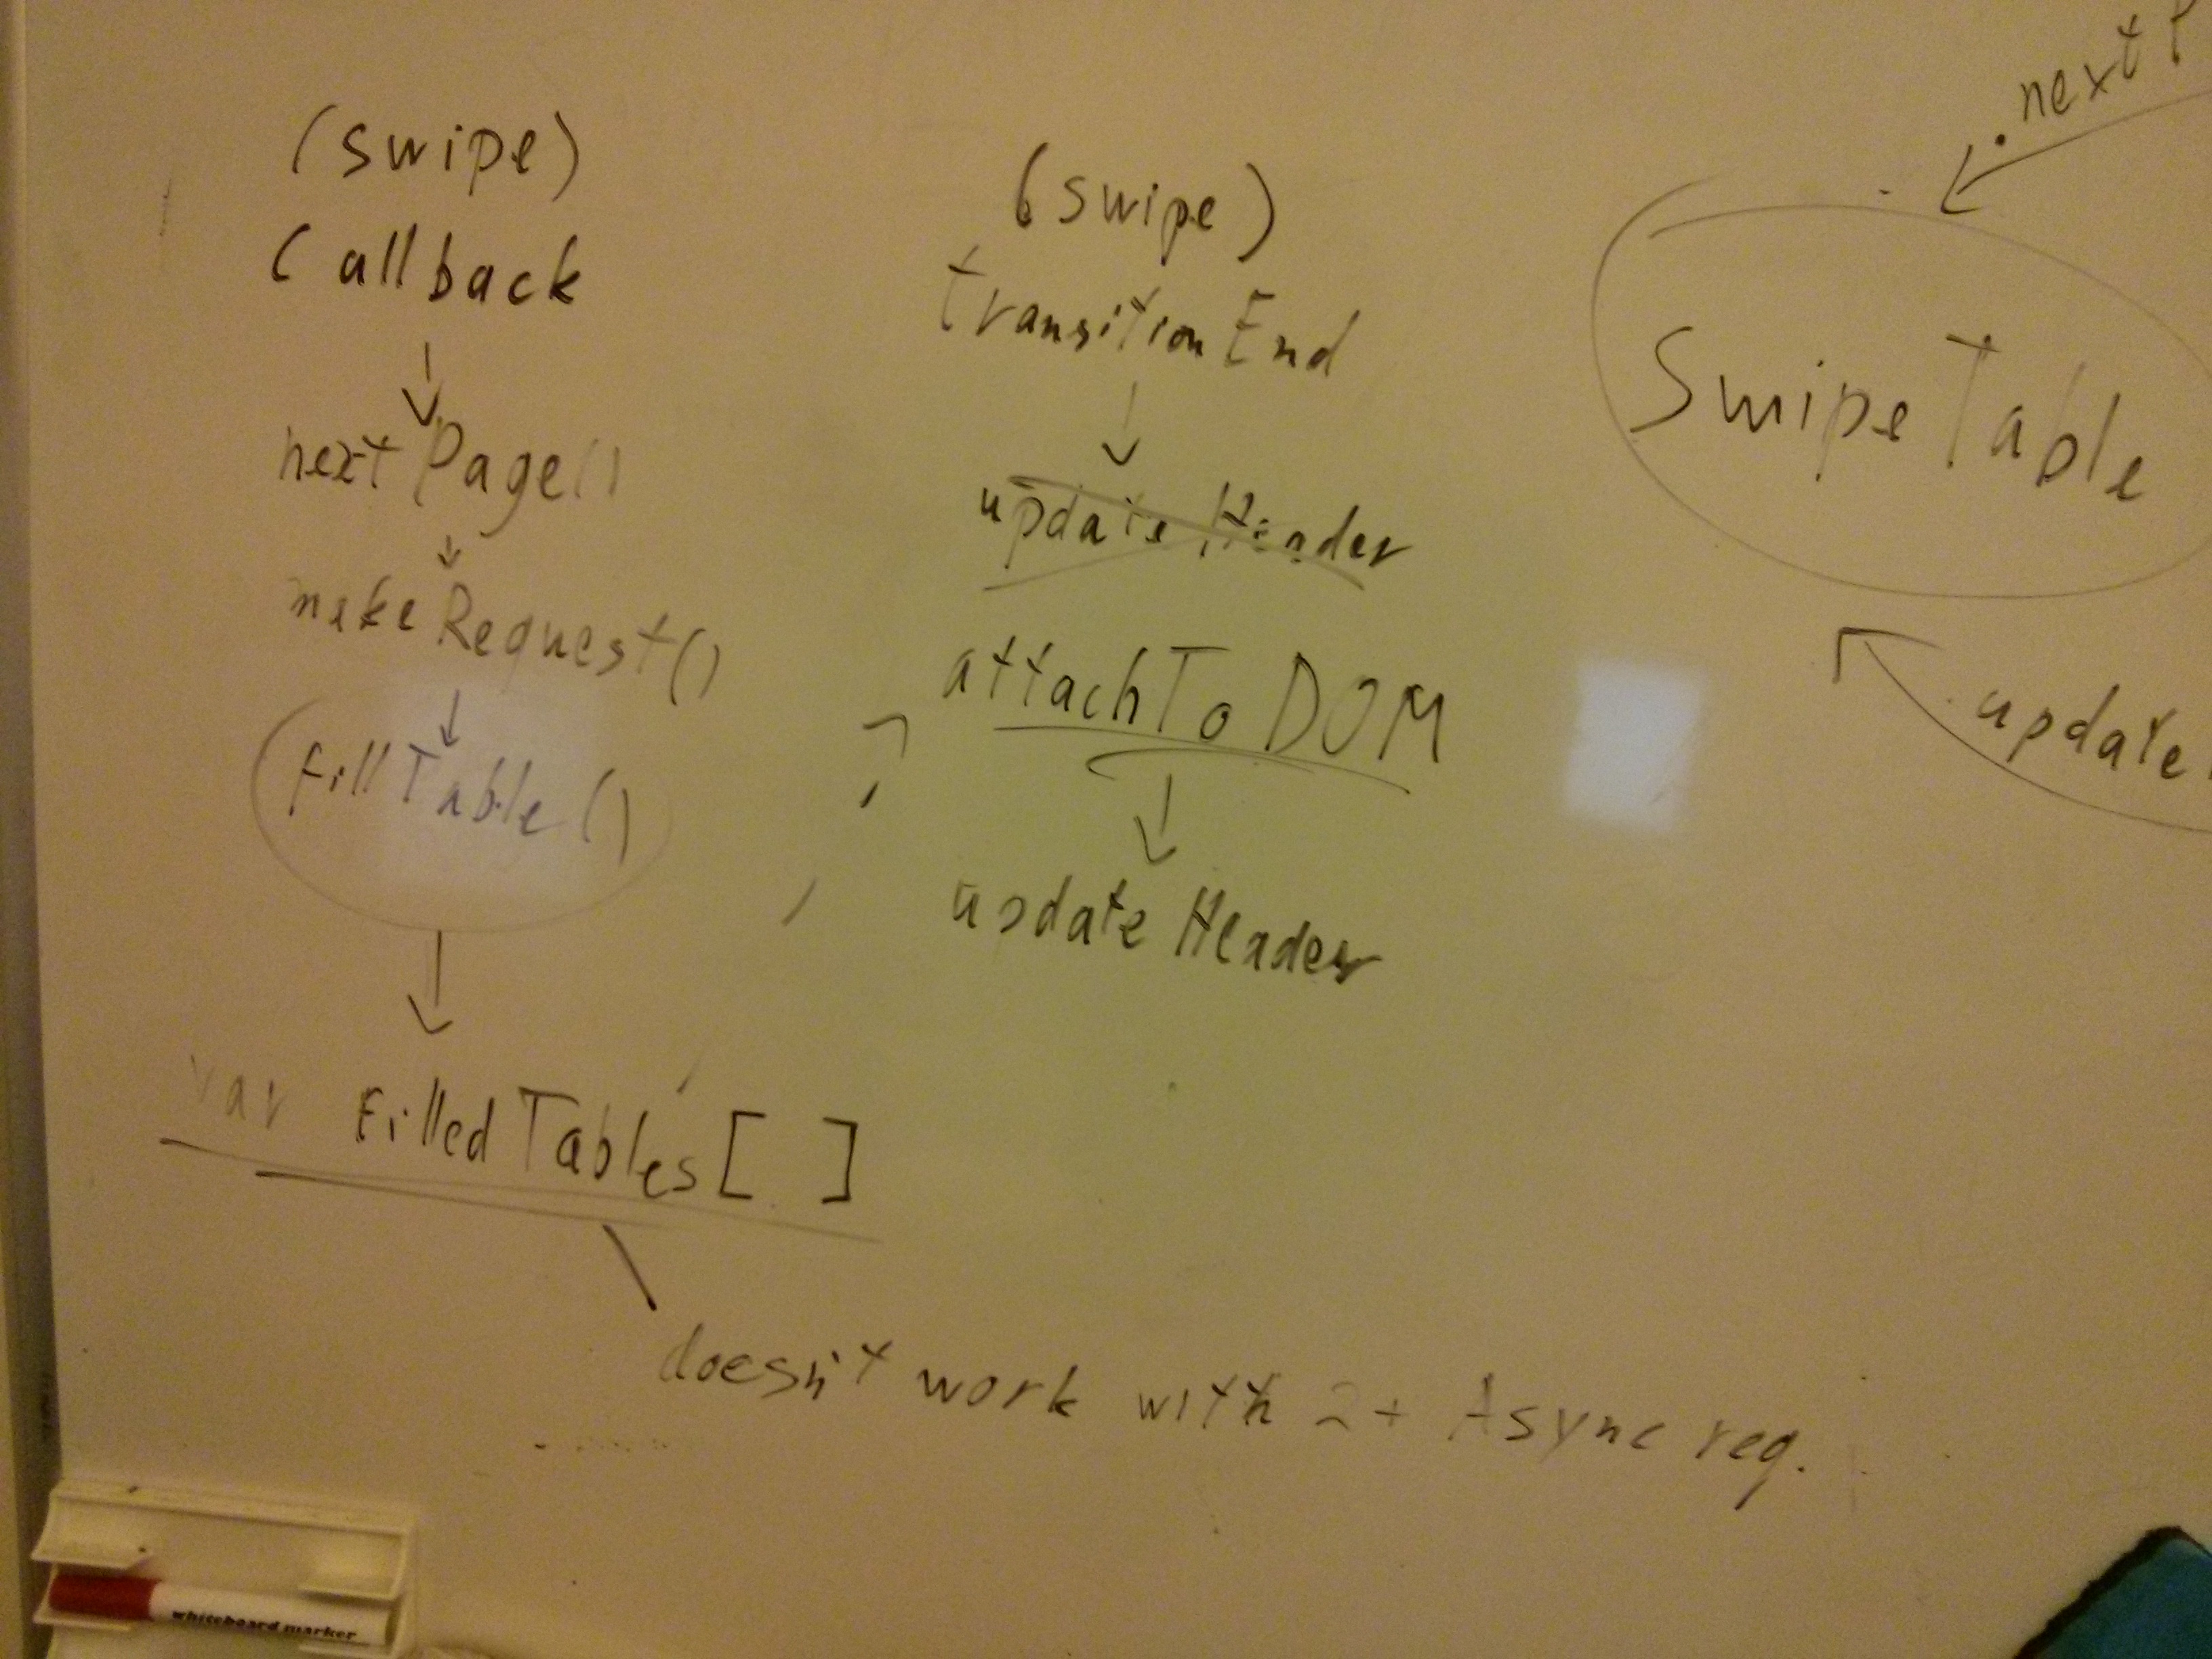 (swipe)
Callback
nextPage()
makeRequest()
fillTable()
var FilledTables[ ]
doesn't work with 2+ Async req.
(swipe)
transitionEnd
updateHeader
attachToDOM
updateHeader
.nextP
SwipeTable
update
whiteboard marker